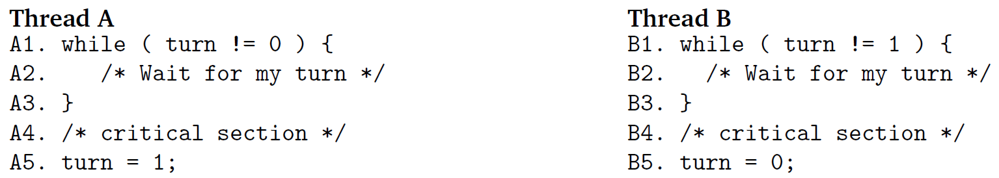 Thread A
A1. while ( turn != 0 ) {
A2.    /* Wait for my turn */
A3. }
A4. /* critical section */
A5. turn = 1;
Thread B
B1. while ( turn != 1 ) {
B2.   /* Wait for my turn */
B3. }
B4. /* critical section */
B5. turn = 0;